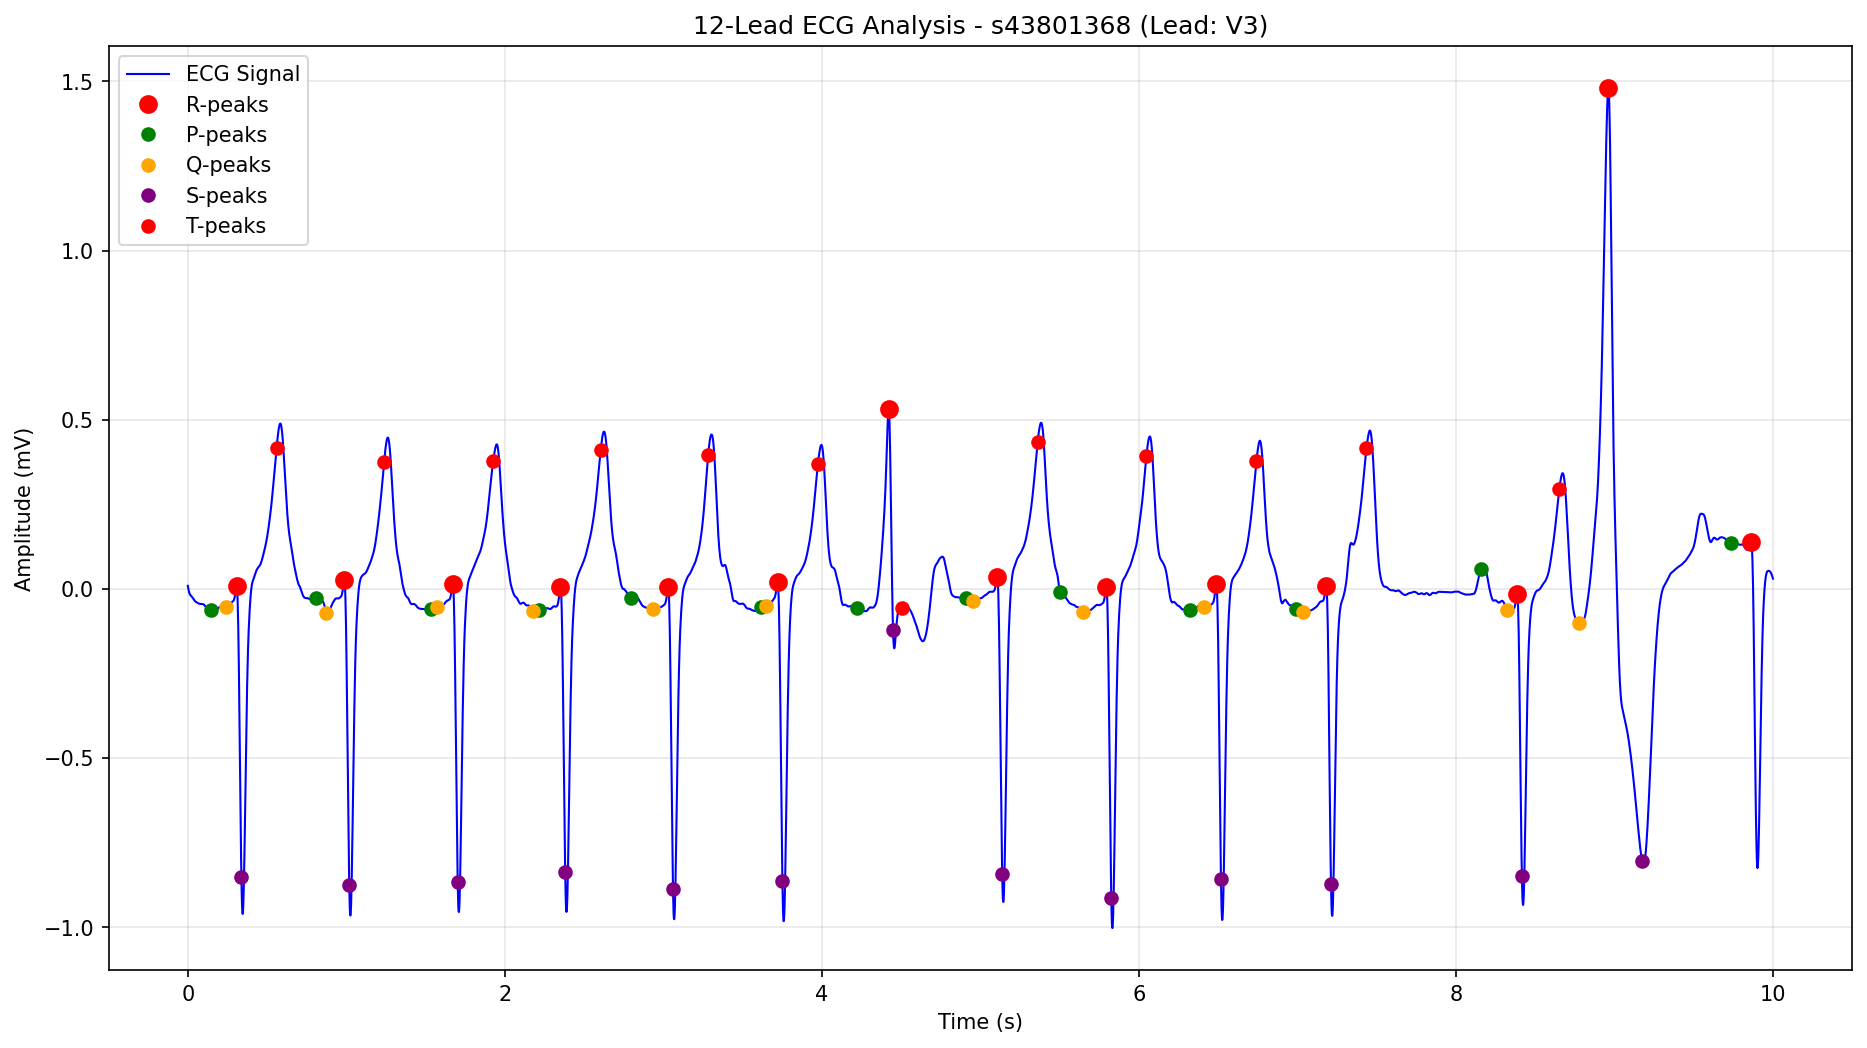 12-Lead ECG Analysis - s43801368 (Lead: V3)
ECG Signal
R-peaks
P-peaks
Q-peaks
S-peaks
T-peaks
Amplitude (mV)
1.5
1.0
0.5
0.0
−0.5
−1.0
0 2 4 6 8 10
Time (s)